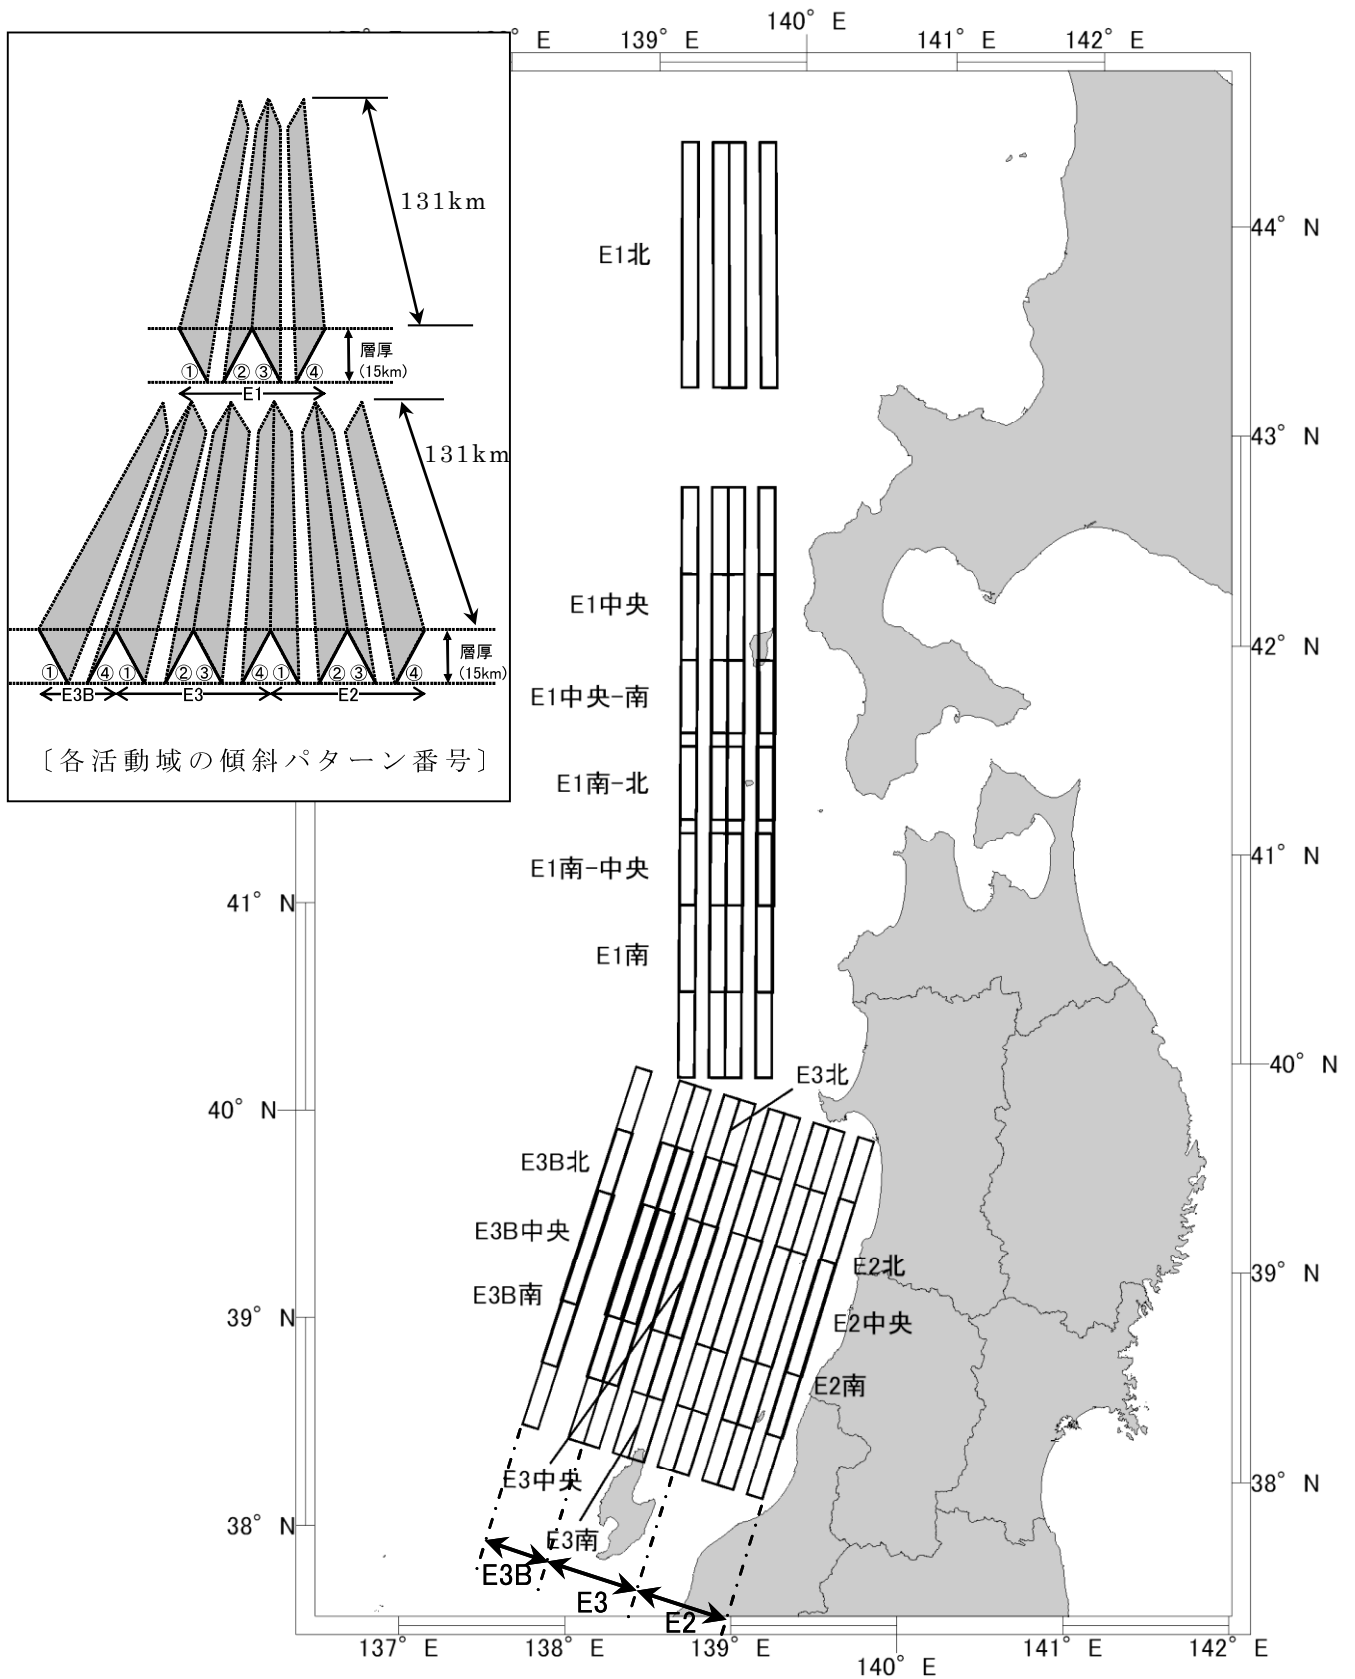 140° E
139° E
141° E
142° E
° E
131km
層厚
(15km)
① ② ③ ④
E1
131km
層厚
(15km)
① ④ ① ② ③ ④ ① ② ③ ④
E3B
E3
E2
〔各活動域の傾斜パターン番号〕
E1北
44° N
43° N
E1中央
42° N
E1中央-南
E1南-北
41° N
E1南-中央
41° N
E1南
40° N
E3北
40° N
E3B北
E3B中央
E2北
39° N
E3B南
39° N
E2中央
E2南
E3中央
38° N
38° N
E3南
E3B
E3
E2
137° E
138° E
139° E
140° E
141° E
142° E